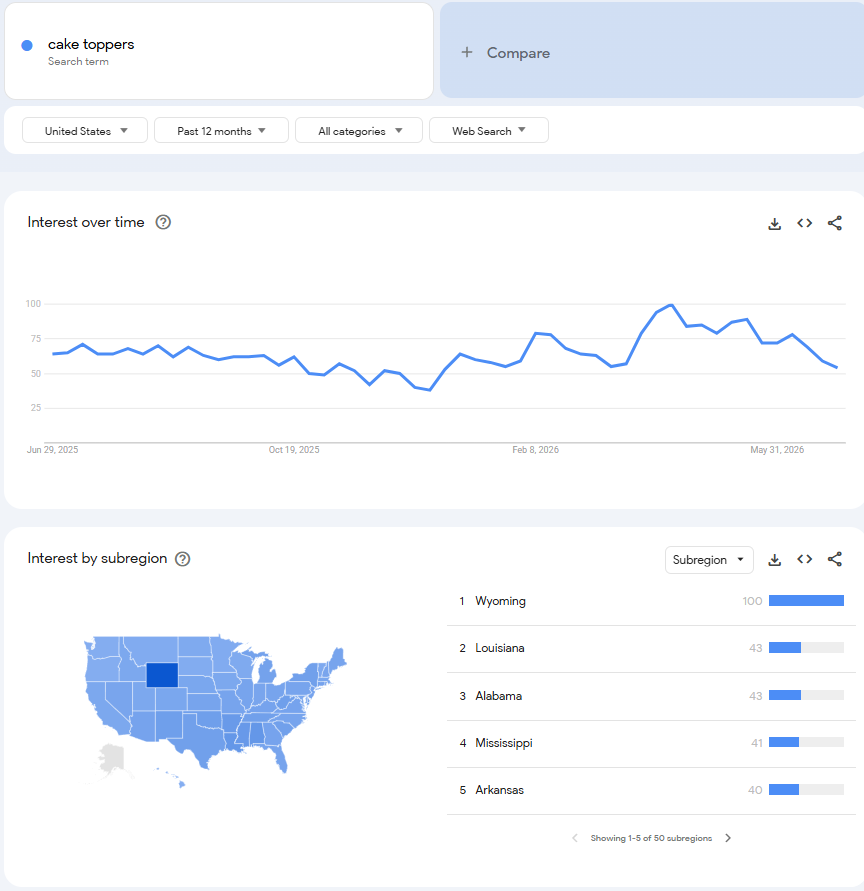 cake toppers
Search term
+ Compare
United States
Past 12 months
All categories
Web Search
Interest over time ?
100
75
50
25
Jun 29, 2025 Oct 19, 2025 Feb 8, 2026 May 31, 2026
Interest by subregion ?
Subregion
1 Wyoming 100
2 Louisiana 43
3 Alabama 43
4 Mississippi 41
5 Arkansas 40
Showing 1-5 of 50 subregions